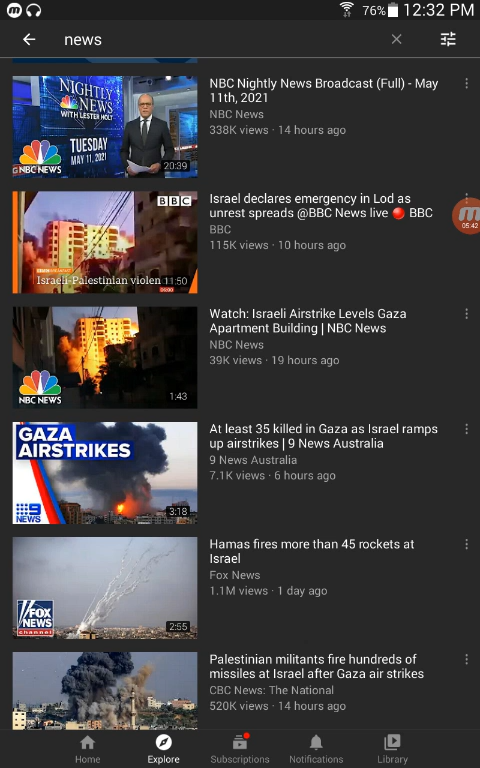 76% 12:32 PM
news
NIGHTLY
NEWS
WITH LESTER HOLT
TUESDAY
MAY 11, 2021
NBC NEWS
20:39
NBC Nightly News Broadcast (Full) - May
11th, 2021
NBC News
338K views · 14 hours ago
BBC
Israeli-Palestinian violen
11:50
Israel declares emergency in Lod as
unrest spreads @BBC News live 🔴 BBC
BBC
115K views · 10 hours ago
05:42
NBC NEWS
1:43
Watch: Israeli Airstrike Levels Gaza
Apartment Building | NBC News
NBC News
39K views · 19 hours ago
GAZA
AIRSTRIKES
9
NEWS
3:18
At least 35 killed in Gaza as Israel ramps
up airstrikes | 9 News Australia
9 News Australia
7.1K views · 6 hours ago
FOX
NEWS
channel
2:55
Hamas fires more than 45 rockets at
Israel
Fox News
1.1M views · 1 day ago
Palestinian militants fire hundreds of
missiles at Israel after Gaza air strikes
CBC News: The National
520K views · 14 hours ago
Home
Explore
Subscriptions
Notifications
Library